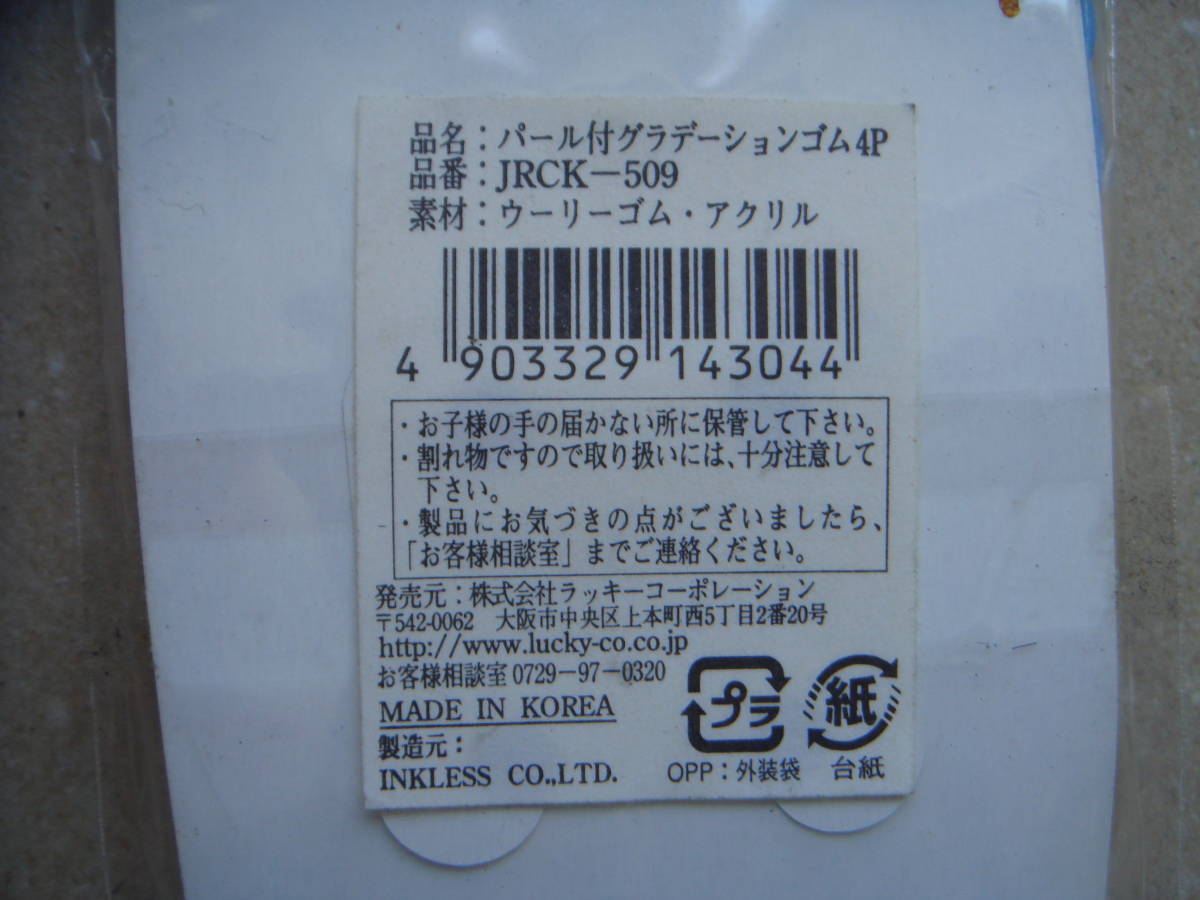 品名：パール付グラデーションゴム4P
品番：JRCK－509
素材：ウーリーゴム・アクリル
4 903329 143044
・お子様の手の届かない所に保管して下さい。
・割れ物ですので取り扱いには、十分注意して
下さい。
・製品にお気づきの点がございましたら、
「お客様相談室」までご連絡ください。
発売元：株式会社ラッキーコーポレーション
〒542-0062　大阪市中央区上本町西5丁目2番20号
http://www.lucky-co.co.jp
お客様相談室 0729－97－0320
MADE IN KOREA
製造元：
INKLESS CO.,LTD.
プラ
紙
OPP：外装袋　台紙